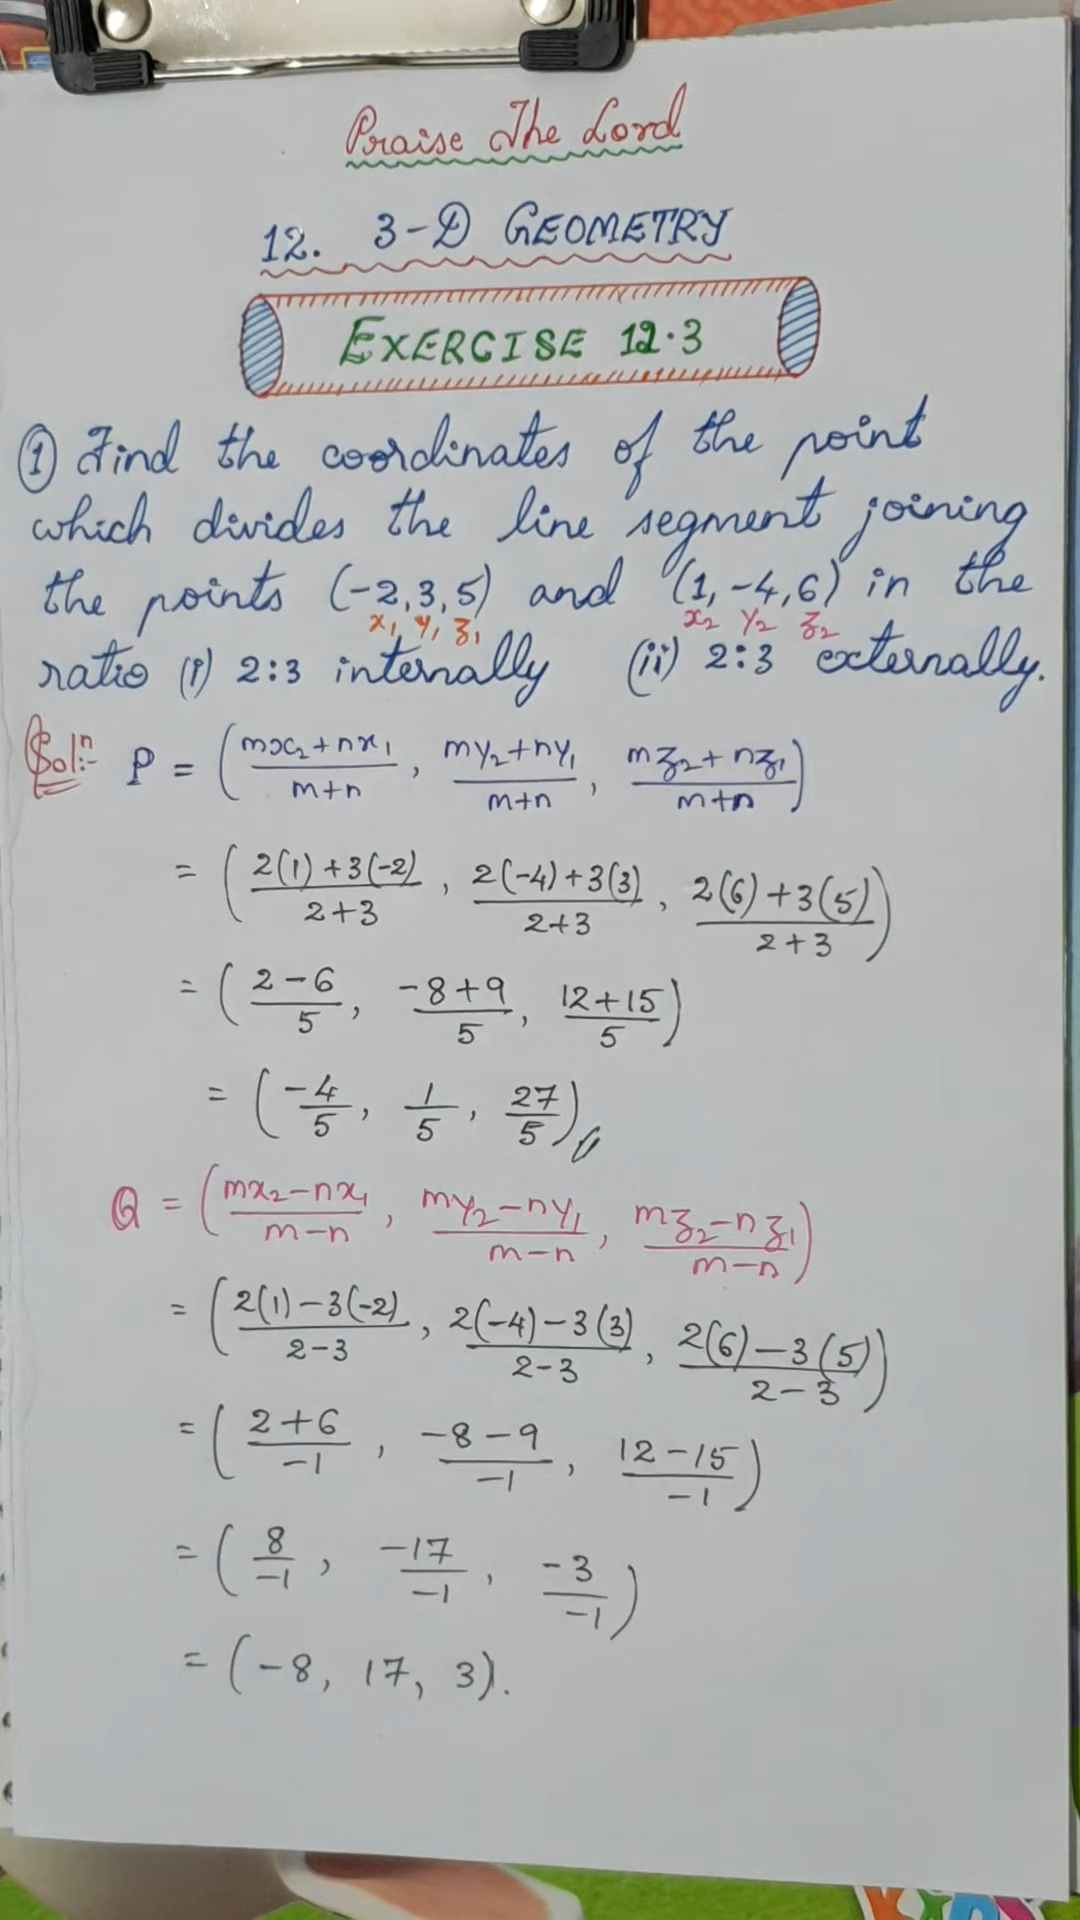 Praise The Lord
12. 3-D GEOMETRY
EXERCISE 12.3
① Find the coordinates of the point
which divides the line segment joining
the points (-2,3,5) and (1,-4,6) in the
x₁ y₁ z₁ x₂ y₂ z₂
ratio (i) 2:3 internally (ii) 2:3 externally.
Solⁿ:- P = ( (mx₂+nx₁)/(m+n) , (my₂+ny₁)/(m+n) , (mz₂+nz₁)/(m+n) )
= ( (2(1)+3(-2))/(2+3) , (2(-4)+3(3))/(2+3) , (2(6)+3(5))/(2+3) )
= ( (2-6)/5 , (-8+9)/5 , (12+15)/5 )
= ( -4/5 , 1/5 , 27/5 )
Q = ( (mx₂-nx₁)/(m-n) , (my₂-ny₁)/(m-n) , (mz₂-nz₁)/(m-n) )
= ( (2(1)-3(-2))/(2-3) , (2(-4)-3(3))/(2-3) , (2(6)-3(5))/(2-3) )
= ( (2+6)/-1 , (-8-9)/-1 , (12-15)/-1 )
= ( 8/-1 , -17/-1 , -3/-1 )
= (-8, 17, 3).